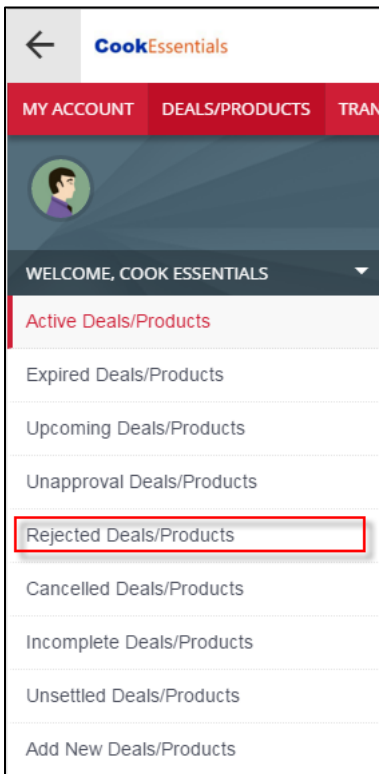 CookEssentials
MY ACCOUNT DEALS/PRODUCTS TRAN
WELCOME, COOK ESSENTIALS
Active Deals/Products
Expired Deals/Products
Upcoming Deals/Products
Unapproval Deals/Products
Rejected Deals/Products
Cancelled Deals/Products
Incomplete Deals/Products
Unsettled Deals/Products
Add New Deals/Products